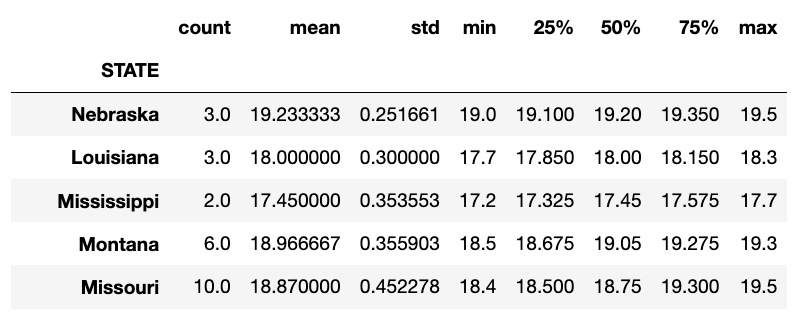 count mean std min 25% 50% 75% max
STATE
Nebraska 3.0 19.233333 0.251661 19.0 19.100 19.20 19.350 19.5
Louisiana 3.0 18.000000 0.300000 17.7 17.850 18.00 18.150 18.3
Mississippi 2.0 17.450000 0.353553 17.2 17.325 17.45 17.575 17.7
Montana 6.0 18.966667 0.355903 18.5 18.675 19.05 19.275 19.3
Missouri 10.0 18.870000 0.452278 18.4 18.500 18.75 19.300 19.5